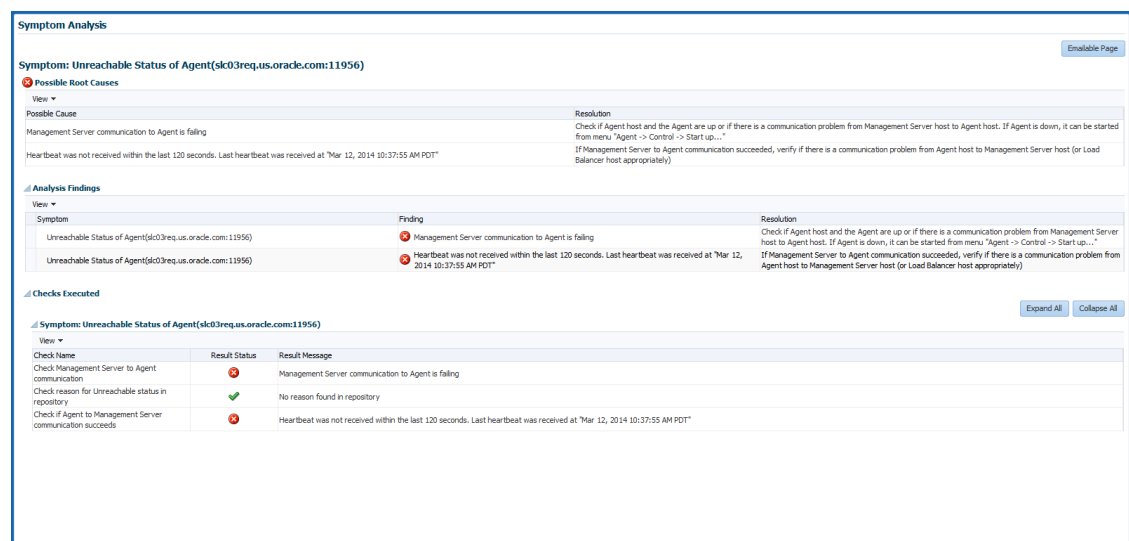 Symptom Analysis
Emailable Page
Symptom: Unreachable Status of Agent(slc03req.us.oracle.com:11956)
Possible Root Causes
View
Possible Cause Resolution
Management Server communication to Agent is failing
Check if Agent host and the Agent are up or if there is a communication problem from Management Server host to Agent host. If Agent is down, it can be started
from menu "Agent -> Control -> Start up..."
Heartbeat was not received within the last 120 seconds. Last heartbeat was received at "Mar 12, 2014 10:37:55 AM PDT"
If Management Server to Agent communication succeeded, verify if there is a communication problem from Agent host to Management Server host (or Load
Balancer host appropriately)
Analysis Findings
View
Symptom Finding Resolution
Unreachable Status of Agent(slc03req.us.oracle.com:11956)
Management Server communication to Agent is failing
Check if Agent host and the Agent are up or if there is a communication problem from Management Server
host to Agent host. If Agent is down, it can be started from menu "Agent -> Control -> Start up..."
Unreachable Status of Agent(slc03req.us.oracle.com:11956)
Heartbeat was not received within the last 120 seconds. Last heartbeat was received at "Mar 12,
2014 10:37:55 AM PDT"
If Management Server to Agent communication succeeded, verify if there is a communication problem from
Agent host to Management Server host (or Load Balancer host appropriately)
Checks Executed
Expand All Collapse All
Symptom: Unreachable Status of Agent(slc03req.us.oracle.com:11956)
View
Check Name Result Status Result Message
Check Management Server to Agent
communication
Management Server communication to Agent is failing
Check reason for Unreachable status in
repository
No reason found in repository
Check if Agent to Management Server
communication succeeds
Heartbeat was not received within the last 120 seconds. Last heartbeat was received at "Mar 12, 2014 10:37:55 AM PDT"